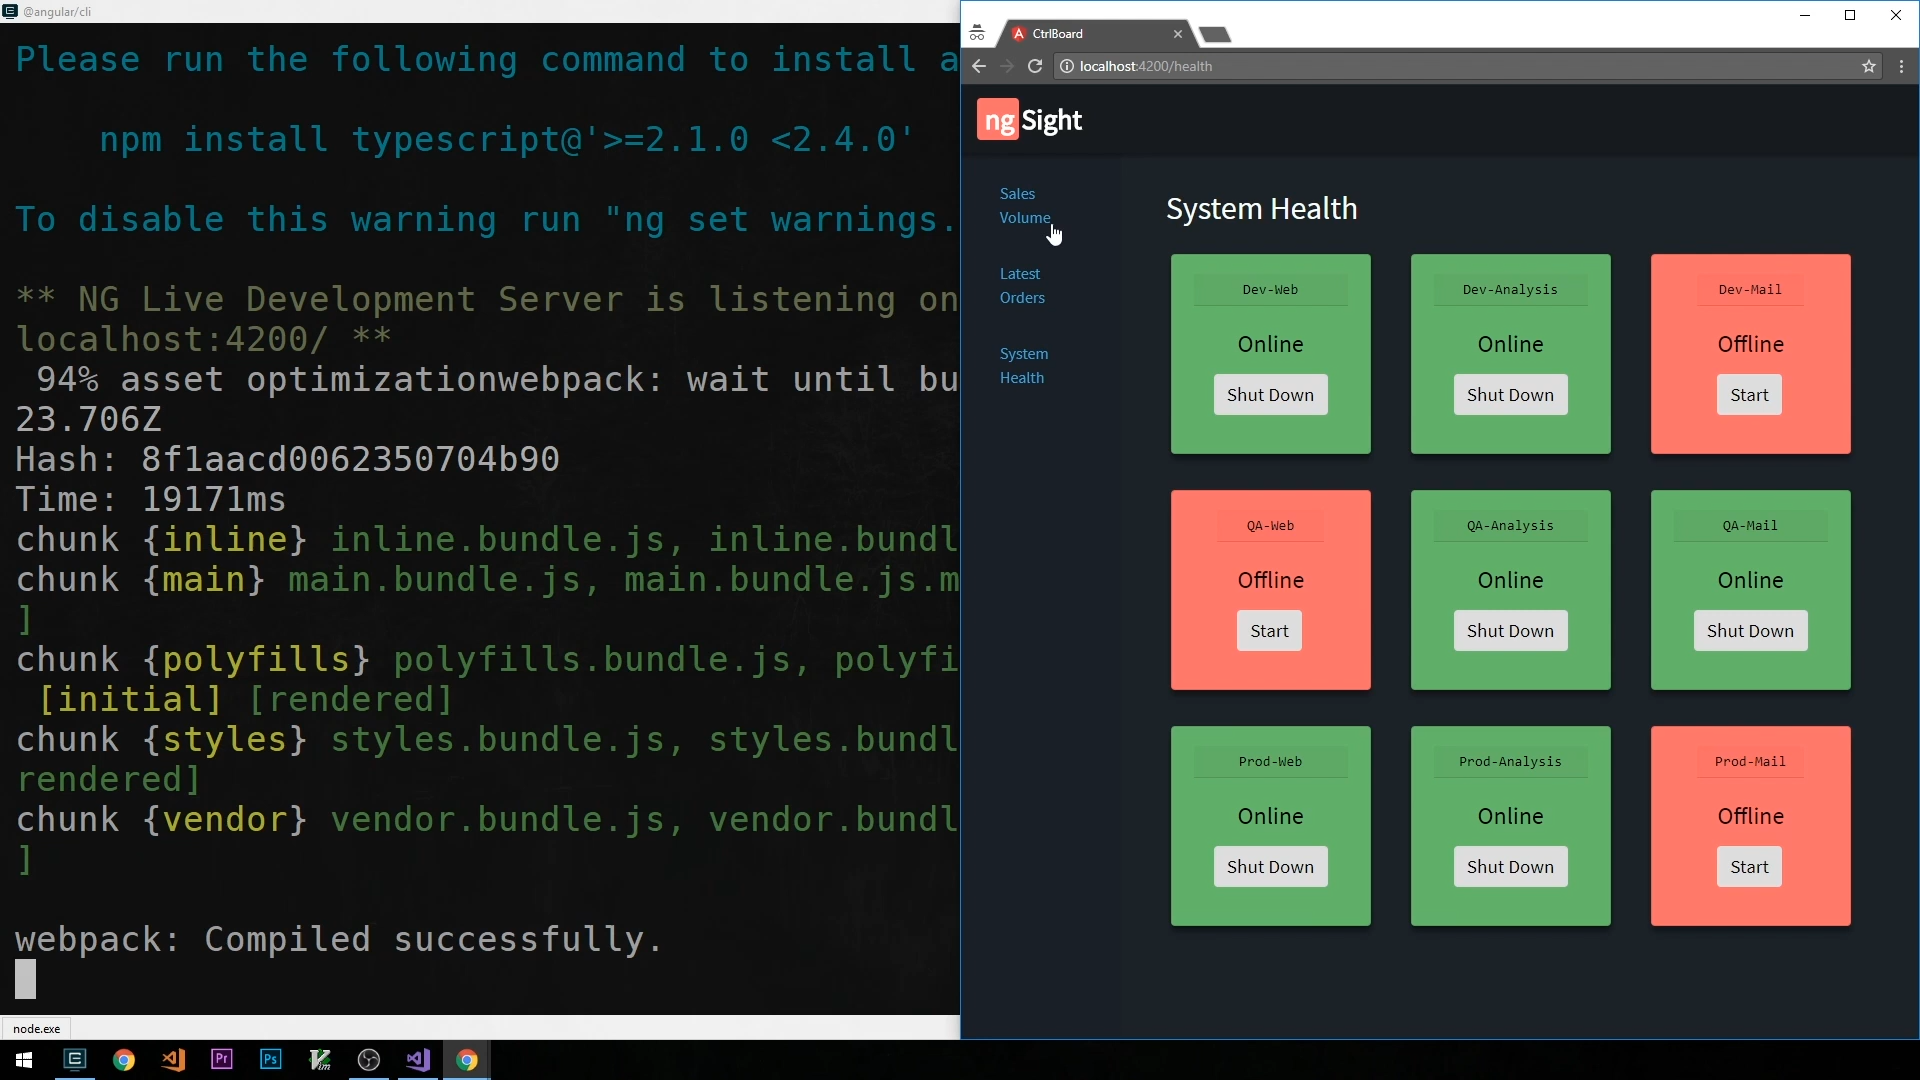 @angular/cli
Please run the following command to install a
npm install typescript@'>=2.1.0 <2.4.0'
To disable this warning run "ng set warnings.
** NG Live Development Server is listening on
localhost:4200/ **
94% asset optimizationwebpack: wait until bu
23.706Z
Hash: 8f1aacd0062350704b90
Time: 19171ms
chunk {inline} inline.bundle.js, inline.bundl
chunk {main} main.bundle.js, main.bundle.js.m
]
chunk {polyfills} polyfills.bundle.js, polyfi
[initial] [rendered]
chunk {styles} styles.bundle.js, styles.bundl
rendered]
chunk {vendor} vendor.bundle.js, vendor.bundl
]
webpack: Compiled successfully.
node.exe
CtrlBoard
localhost:4200/health
ng Sight
Sales
Volume
Latest
Orders
System
Health
System Health
Dev-Web
Online
Shut Down
Dev-Analysis
Online
Shut Down
Dev-Mail
Offline
Start
QA-Web
Offline
Start
QA-Analysis
Online
Shut Down
QA-Mail
Online
Shut Down
Prod-Web
Online
Shut Down
Prod-Analysis
Online
Shut Down
Prod-Mail
Offline
Start
Pr
Ps
Vim